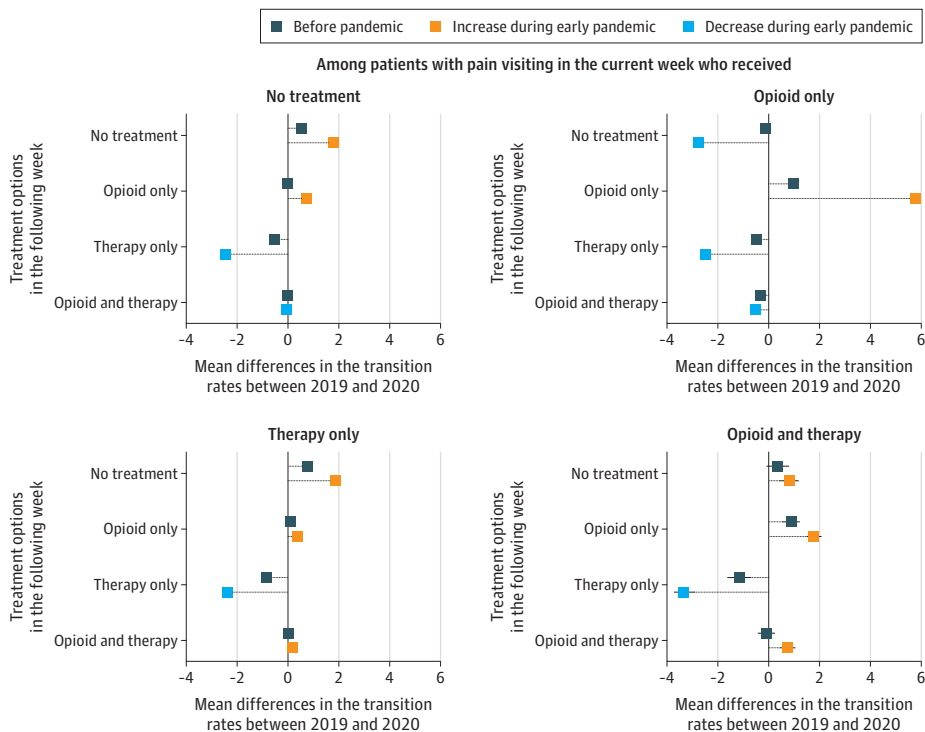 Before pandemic
Increase during early pandemic
Decrease during early pandemic
Among patients with pain visiting in the current week who received
No treatment
Treatment options
in the following week
No treatment
Opioid only
Therapy only
Opioid and therapy
-4 -2 0 2 4 6
Mean differences in the transition
rates between 2019 and 2020
Opioid only
Treatment options
in the following week
No treatment
Opioid only
Therapy only
Opioid and therapy
-4 -2 0 2 4 6
Mean differences in the transition
rates between 2019 and 2020
Therapy only
Treatment options
in the following week
No treatment
Opioid only
Therapy only
Opioid and therapy
-4 -2 0 2 4 6
Mean differences in the transition
rates between 2019 and 2020
Opioid and therapy
Treatment options
in the following week
No treatment
Opioid only
Therapy only
Opioid and therapy
-4 -2 0 2 4 6
Mean differences in the transition
rates between 2019 and 2020